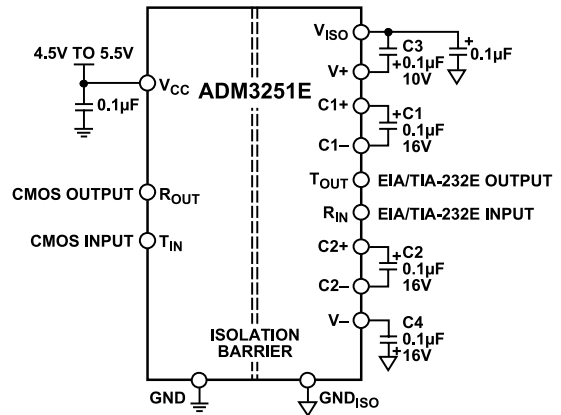 4.5V TO 5.5V
0.1µF
VCC
ADM3251E
CMOS OUTPUT
ROUT
CMOS INPUT
TIN
ISOLATION
BARRIER
GND
GNDISO
VISO
V+
+
C3
0.1µF
10V
+
0.1µF
C1+
C1–
+
C1
0.1µF
16V
TOUT
EIA/TIA-232E OUTPUT
RIN
EIA/TIA-232E INPUT
C2+
C2–
+
C2
0.1µF
16V
V–
C4
0.1µF
+
16V